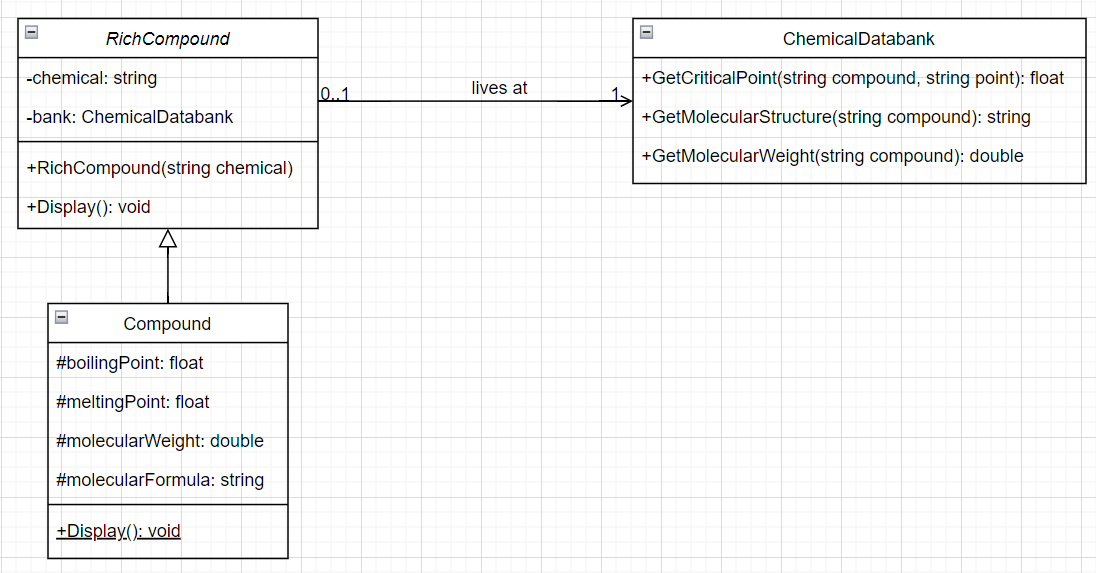 RichCompound
-chemical: string
-bank: ChemicalDatabank
+RichCompound(string chemical)
+Display(): void
0..1
lives at
1
ChemicalDatabank
+GetCriticalPoint(string compound, string point): float
+GetMolecularStructure(string compound): string
+GetMolecularWeight(string compound): double
Compound
#boilingPoint: float
#meltingPoint: float
#molecularWeight: double
#molecularFormula: string
+Display(): void